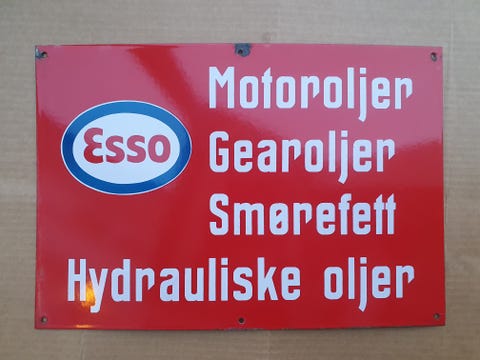 Esso
Motoroljer
Gearoljer
Smørefett
Hydrauliske oljer